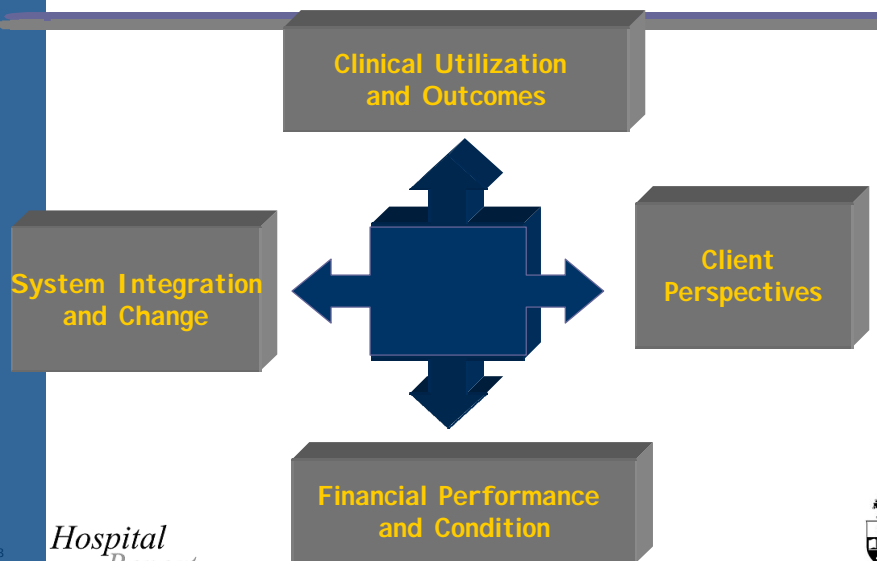 Clinical Utilization
and Outcomes
System Integration
and Change
Client
Perspectives
Financial Performance
and Condition
Hospital